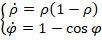 ρ̇ = ρ(1 − ρ)
φ̇ = 1 − cos φ